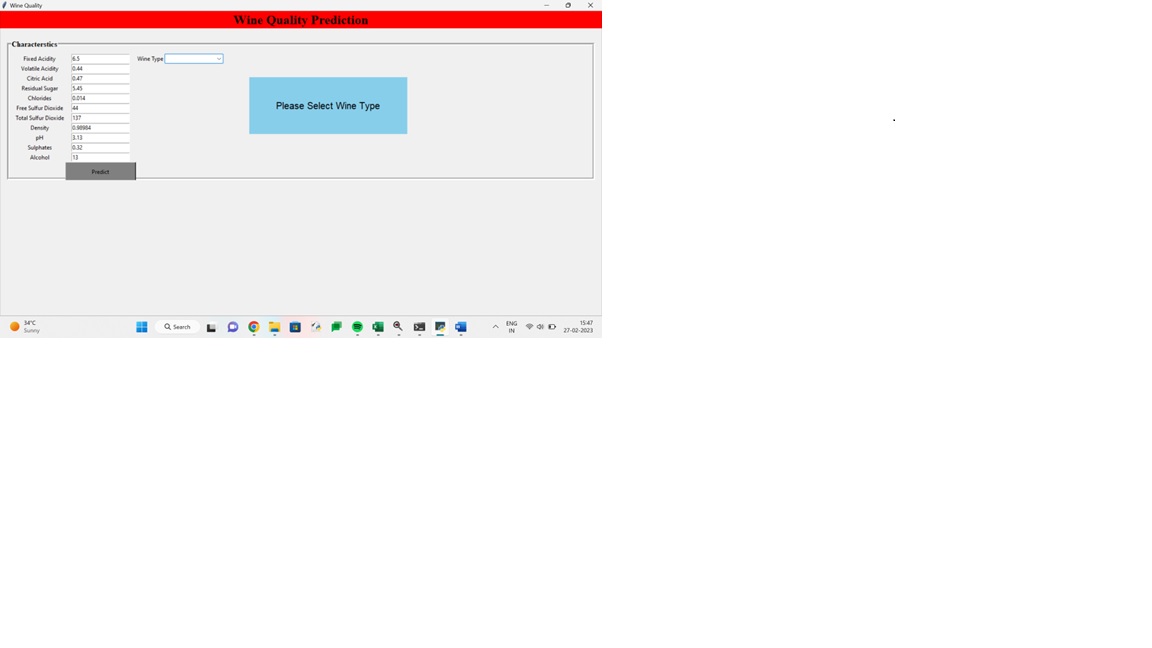 Wine Quality
Wine Quality Prediction
Characterstics
Fixed Acidity 6.5 Wine Type
Volatile Acidity 0.44
Citric Acid 0.47
Residual Sugar 5.45
Chlorides 0.014
Free Sulfur Dioxide 44
Total Sulfur Dioxide 137
Density 0.98984
pH 3.13
Sulphates 0.32
Alcohol 13
Please Select Wine Type
Predict
34°C
Sunny
Search
ENG
IN
15:47
27-02-2023